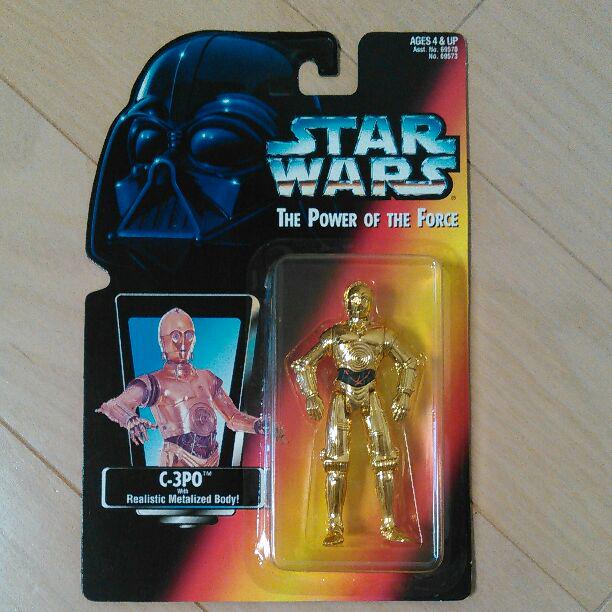 AGES 4 & UP
Asst. No. 69570
No. 69573
STAR
WARS
THE POWER OF THE FORCE
C-3PO™
With
Realistic Metalized Body!